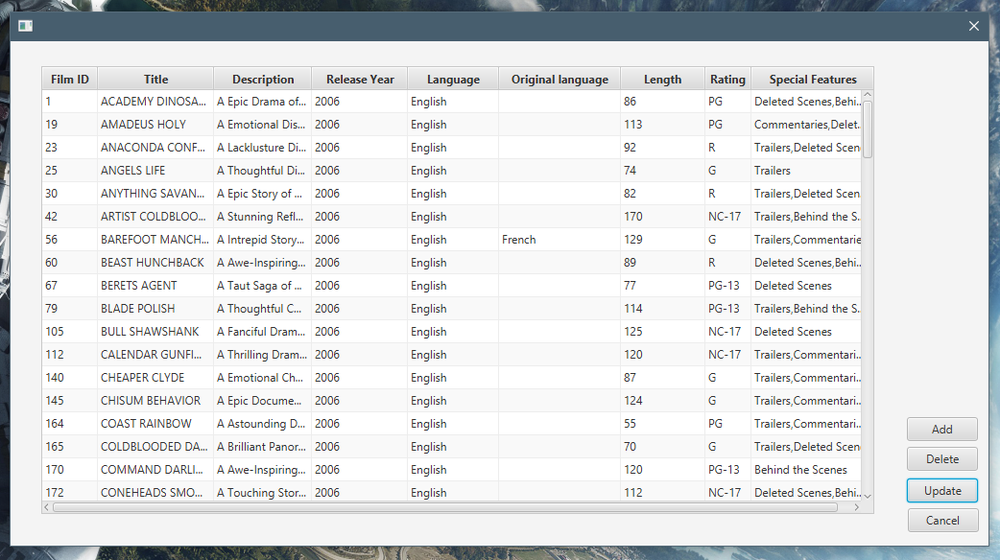 Film ID Title Description Release Year Language Original language Length Rating Special Features
1 ACADEMY DINOSA... A Epic Drama of... 2006 English 86 PG Deleted Scenes,Behi...
19 AMADEUS HOLY A Emotional Dis... 2006 English 113 PG Commentaries,Delet...
23 ANACONDA CONF... A Lacklusture Di... 2006 English 92 R Trailers,Deleted Scen
25 ANGELS LIFE A Thoughtful Di... 2006 English 74 G Trailers
30 ANYTHING SAVAN... A Epic Story of ... 2006 English 82 R Trailers,Deleted Scen
42 ARTIST COLDBLOO... A Stunning Refl... 2006 English 170 NC-17 Trailers,Behind the S...
56 BAREFOOT MANCH... A Intrepid Story... 2006 English French 129 G Trailers,Commentarie
60 BEAST HUNCHBACK A Awe-Inspiring... 2006 English 89 R Deleted Scenes,Behi...
67 BERETS AGENT A Taut Saga of ... 2006 English 77 PG-13 Deleted Scenes
79 BLADE POLISH A Thoughtful C... 2006 English 114 PG-13 Trailers,Behind the S...
105 BULL SHAWSHANK A Fanciful Dram... 2006 English 125 NC-17 Deleted Scenes
112 CALENDAR GUNFI... A Thrilling Dram... 2006 English 120 NC-17 Trailers,Commentari...
140 CHEAPER CLYDE A Emotional Ch... 2006 English 87 G Trailers,Commentari...
145 CHISUM BEHAVIOR A Epic Docume... 2006 English 124 G Trailers,Commentari...
164 COAST RAINBOW A Astounding D... 2006 English 55 PG Trailers,Commentari...
165 COLDBLOODED DA... A Brilliant Panor... 2006 English 70 G Trailers,Deleted Scen
170 COMMAND DARLI... A Awe-Inspiring... 2006 English 120 PG-13 Behind the Scenes
172 CONEHEADS SMO... A Touching Stor... 2006 English 112 NC-17 Deleted Scenes,Behi...
Add
Delete
Update
Cancel